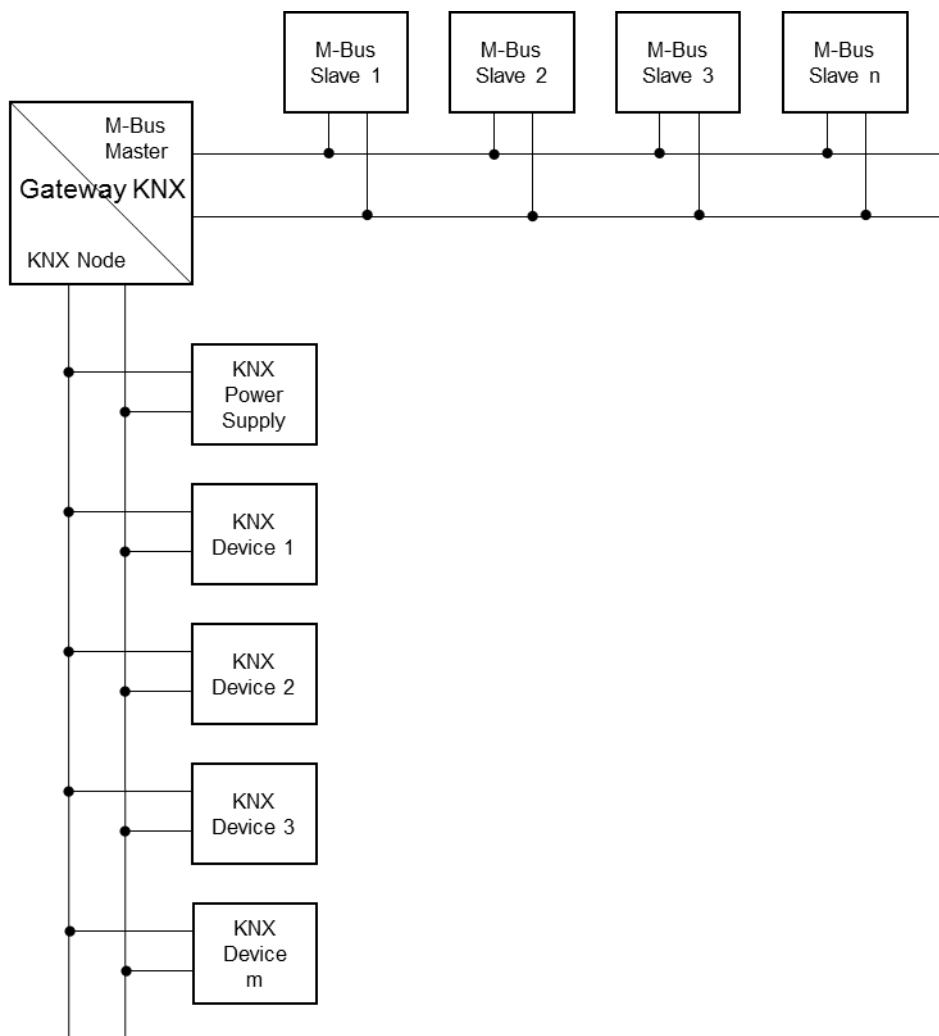 M-Bus
Slave 1
M-Bus
Slave 2
M-Bus
Slave 3
M-Bus
Slave n
M-Bus
Master
Gateway KNX
KNX Node
KNX
Power
Supply
KNX
Device 1
KNX
Device 2
KNX
Device 3
KNX
Device
m